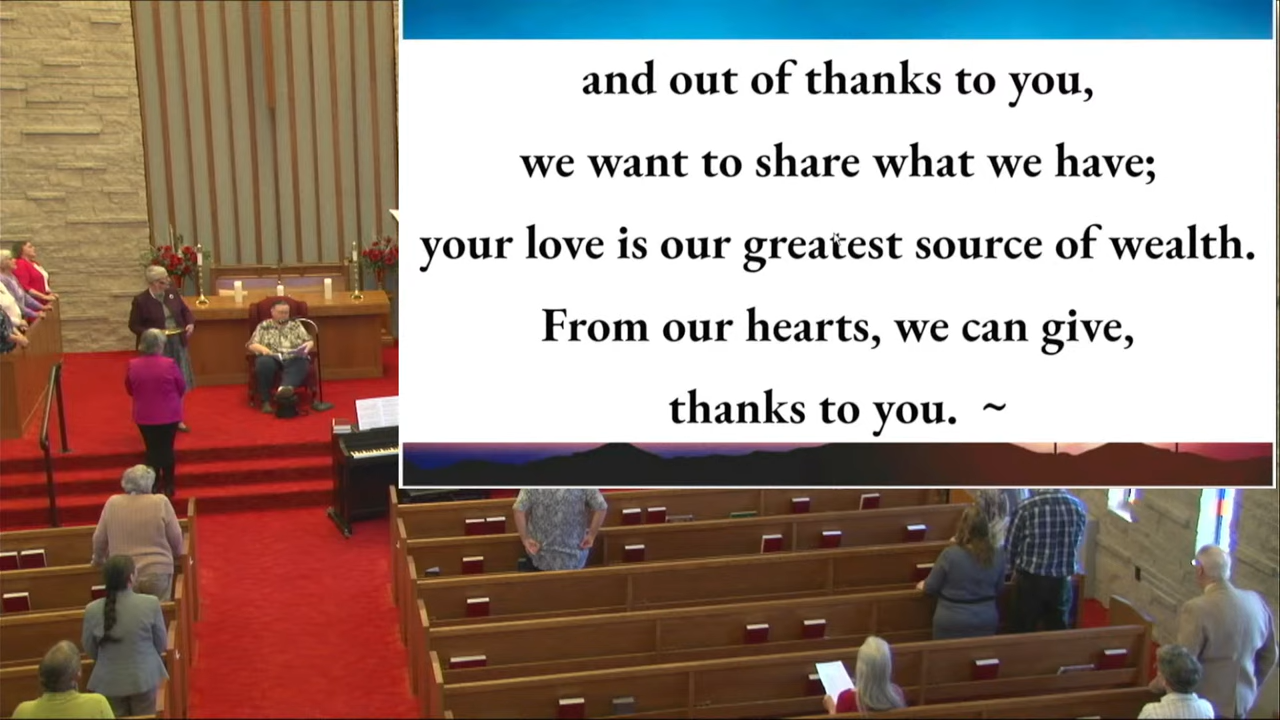 and out of thanks to you,
we want to share what we have;
your love is our greatest source of wealth.
From our hearts, we can give,
thanks to you. ~